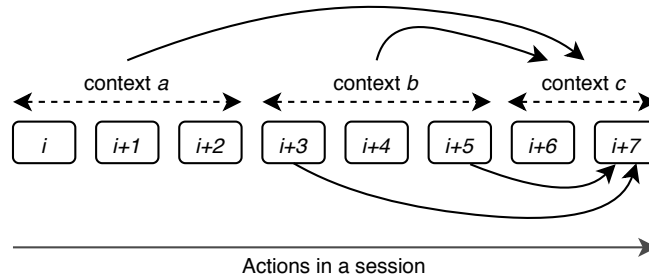 context a context b context c
i i+1 i+2 i+3 i+4 i+5 i+6 i+7
Actions in a session